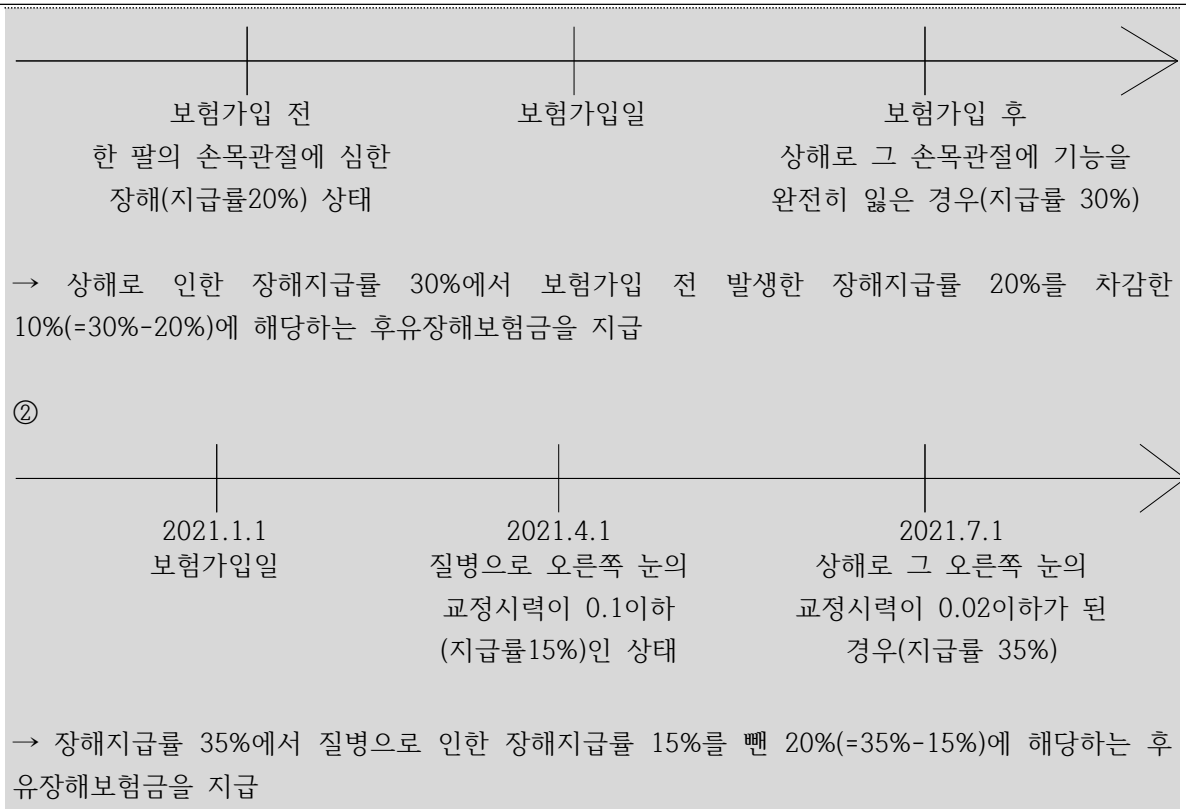 보험가입 전 보험가입일 보험가입 후
한 팔의 손목관절에 심한 상해로 그 손목관절에 기능을
장해(지급률20%) 상태 완전히 잃은 경우(지급률 30%)
→ 상해로 인한 장해지급률 30%에서 보험가입 전 발생한 장해지급률 20%를 차감한
10%(=30%-20%)에 해당하는 후유장해보험금을 지급
②
2021.1.1 2021.4.1 2021.7.1
보험가입일 질병으로 오른쪽 눈의 상해로 그 오른쪽 눈의
교정시력이 0.1이하 교정시력이 0.02이하가 된
(지급률15%)인 상태 경우(지급률 35%)
→ 장해지급률 35%에서 질병으로 인한 장해지급률 15%를 뺀 20%(=35%-15%)에 해당하는 후
유장해보험금을 지급